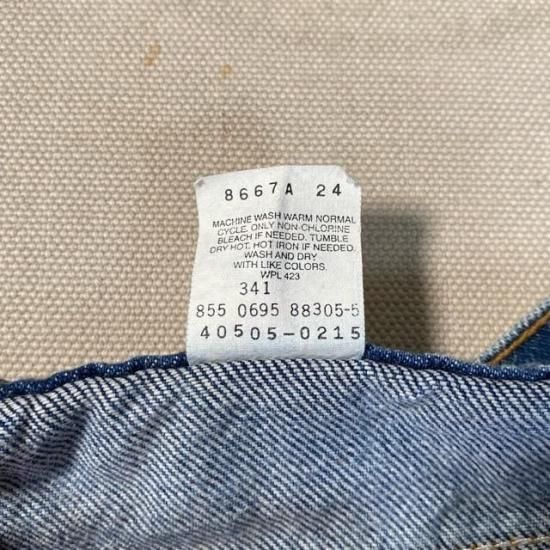 8667A 24
MACHINE WASH WARM NORMAL
CYCLE. ONLY NON-CHLORINE
BLEACH IF NEEDED. TUMBLE
DRY HOT. HOT IRON IF NEEDED.
WASH AND DRY
WITH LIKE COLORS.
WPL 423
341
855 0695 88305-5
40505-0215